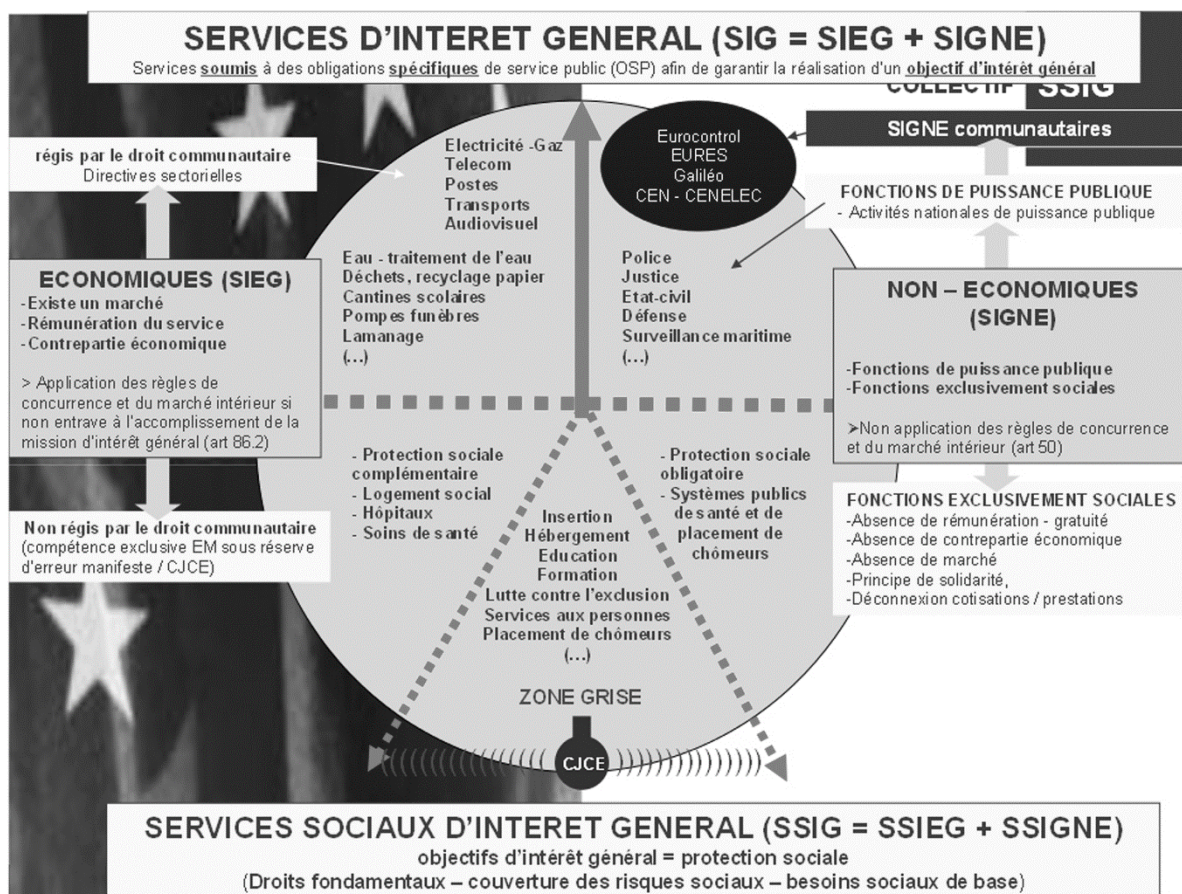 SERVICES D'INTERET GENERAL (SIG = SIEG + SIGNE)
Services soumis à des obligations spécifiques de service public (OSP) afin de garantir la réalisation d'un objectif d'intérêt général
COLLECTIF
SSIG
SIGNE communautaires
régis par le droit communautaire
Directives sectorielles
Electricité -Gaz
Telecom
Postes
Transports
Audiovisuel
Eurocontrol
EURES
Galiléo
CEN - CENELEC
FONCTIONS DE PUISSANCE PUBLIQUE
- Activités nationales de puissance publique
ECONOMIQUES (SIEG)
-Existe un marché
-Rémunération du service
-Contrepartie économique
> Application des règles de
concurrence et du marché intérieur si
non entrave à l'accomplissement de la
mission d'intérêt général (art 86.2)
Eau - traitement de l'eau
Déchets, recyclage papier
Cantines scolaires
Pompes funèbres
Lamanage
(...)
Police
Justice
Etat-civil
Défense
Surveillance maritime
(...)
NON – ECONOMIQUES
(SIGNE)
-Fonctions de puissance publique
-Fonctions exclusivement sociales
➢Non application des règles de concurrence
et du marché intérieur (art 50)
Non régis par le droit communautaire
(compétence exclusive EM sous réserve
d'erreur manifeste / CJCE)
- Protection sociale
complémentaire
- Logement social
- Hôpitaux
- Soins de santé
Insertion
Hébergement
Education
Formation
Lutte contre l'exclusion
Services aux personnes
Placement de chômeurs
(...)
- Protection sociale
obligatoire
- Systèmes publics
de santé et de
placement de
chômeurs
FONCTIONS EXCLUSIVEMENT SOCIALES
-Absence de rémunération - gratuité
-Absence de contrepartie économique
-Absence de marché
-Principe de solidarité,
-Déconnexion cotisations / prestations
ZONE GRISE
CJCE
SERVICES SOCIAUX D'INTERET GENERAL (SSIG = SSIEG + SSIGNE)
objectifs d'intérêt général = protection sociale
(Droits fondamentaux – couverture des risques sociaux – besoins sociaux de base)